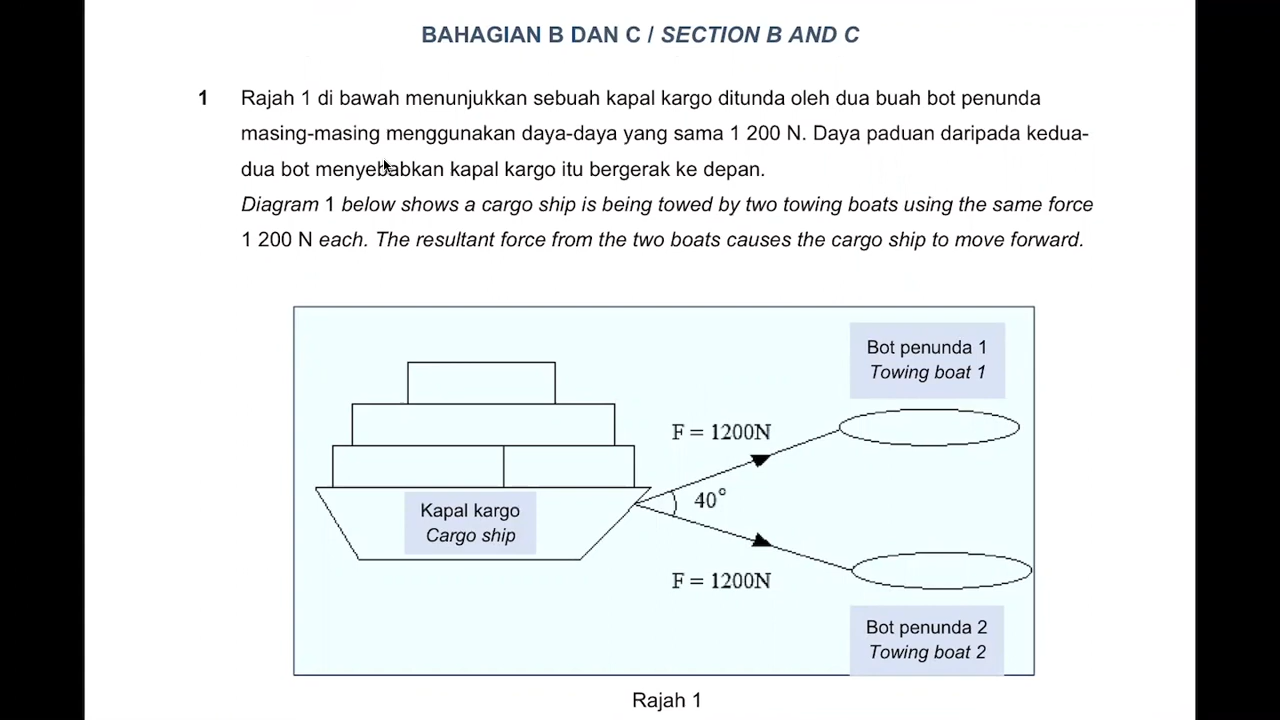 BAHAGIAN B DAN C / SECTION B AND C
1 Rajah 1 di bawah menunjukkan sebuah kapal kargo ditunda oleh dua buah bot penunda
masing-masing menggunakan daya-daya yang sama 1 200 N. Daya paduan daripada kedua-
dua bot menyebabkan kapal kargo itu bergerak ke depan.
Diagram 1 below shows a cargo ship is being towed by two towing boats using the same force
1 200 N each. The resultant force from the two boats causes the cargo ship to move forward.
Bot penunda 1
Towing boat 1
F = 1200N
40°
Kapal kargo
Cargo ship
F = 1200N
Bot penunda 2
Towing boat 2
Rajah 1